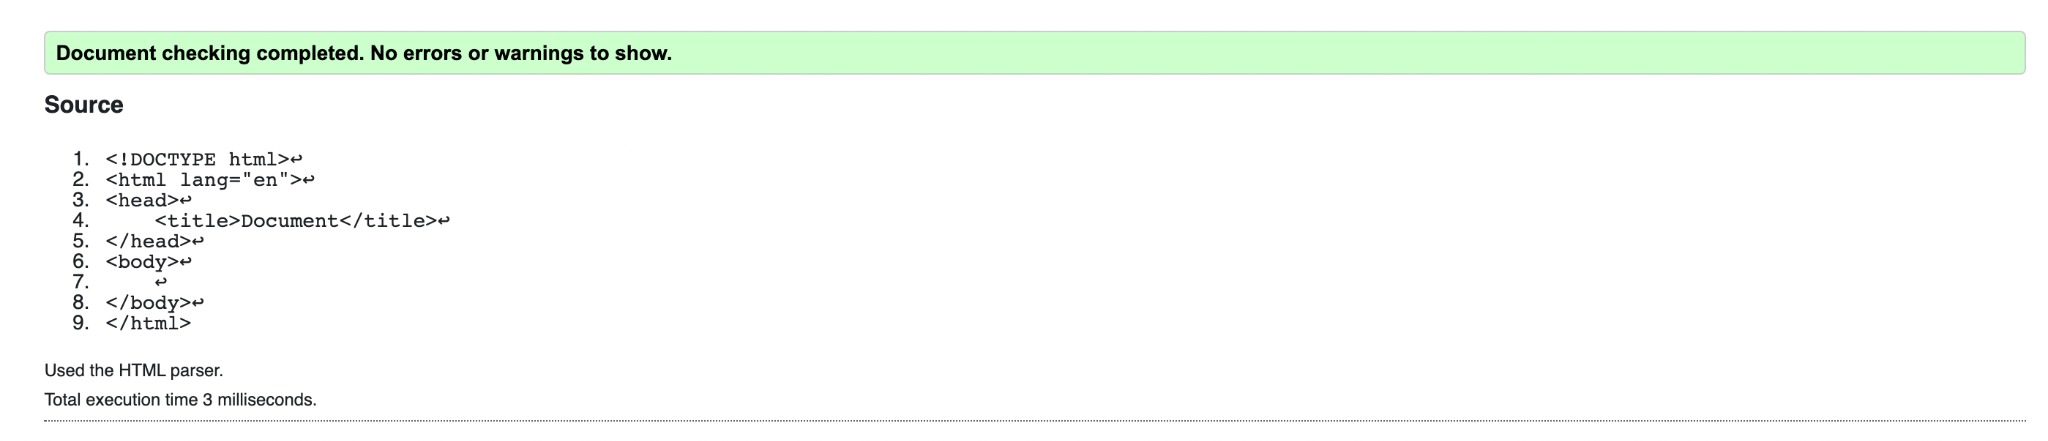 Document checking completed. No errors or warnings to show.
Source
1. <!DOCTYPE html>↩
2. <html lang="en">↩
3. <head>↩
4.     <title>Document</title>↩
5. </head>↩
6. <body>↩
7.     ↩
8. </body>↩
9. </html>
Used the HTML parser.
Total execution time 3 milliseconds.